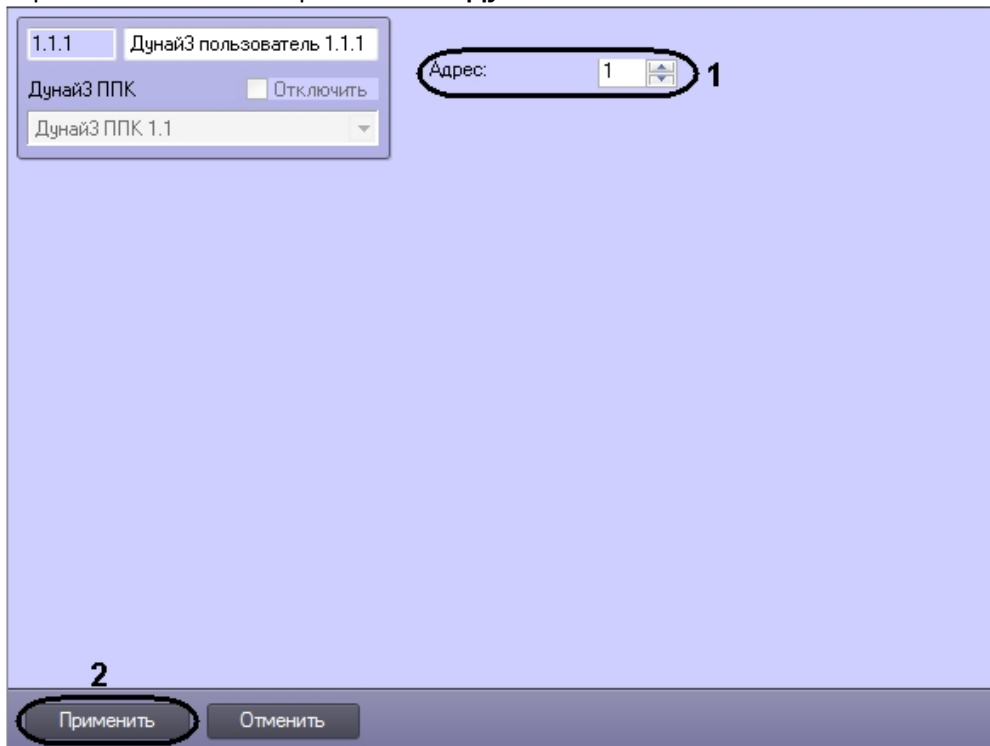 1.1.1 Дунай3 пользователь 1.1.1
Адрес: 1 1
Дунай3 ППК Отключить
Дунай3 ППК 1.1
2
Применить Отменить